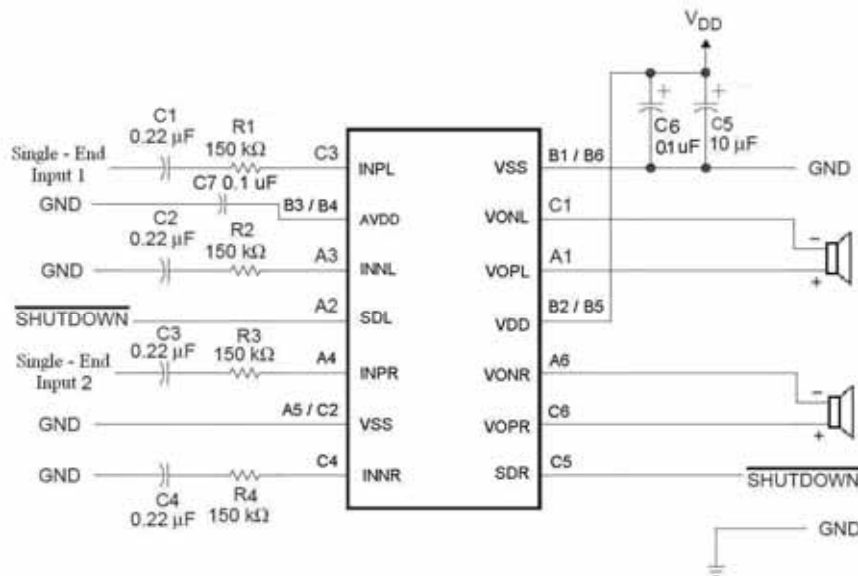 VDD
C1
0.22 µF
R1
150 kΩ
C6
0.1 uF
C5
10 µF
Single - End
Input 1
C3
INPL
VSS
B1 / B6
GND
C7 0.1 uF
GND
B3 / B4
AVDD
VONL
C1
C2
0.22 µF
R2
150 kΩ
GND
A3
INNL
VOPL
A1
SHUTDOWN
A2
SDL
VDD
B2 / B5
C3
0.22 µF
R3
150 kΩ
Single - End
Input 2
A4
INPR
VONR
A6
GND
A5 / C2
VSS
VOPR
C6
GND
C4
INNR
SDR
C5
SHUTDOWN
C4
0.22 µF
R4
150 kΩ
GND